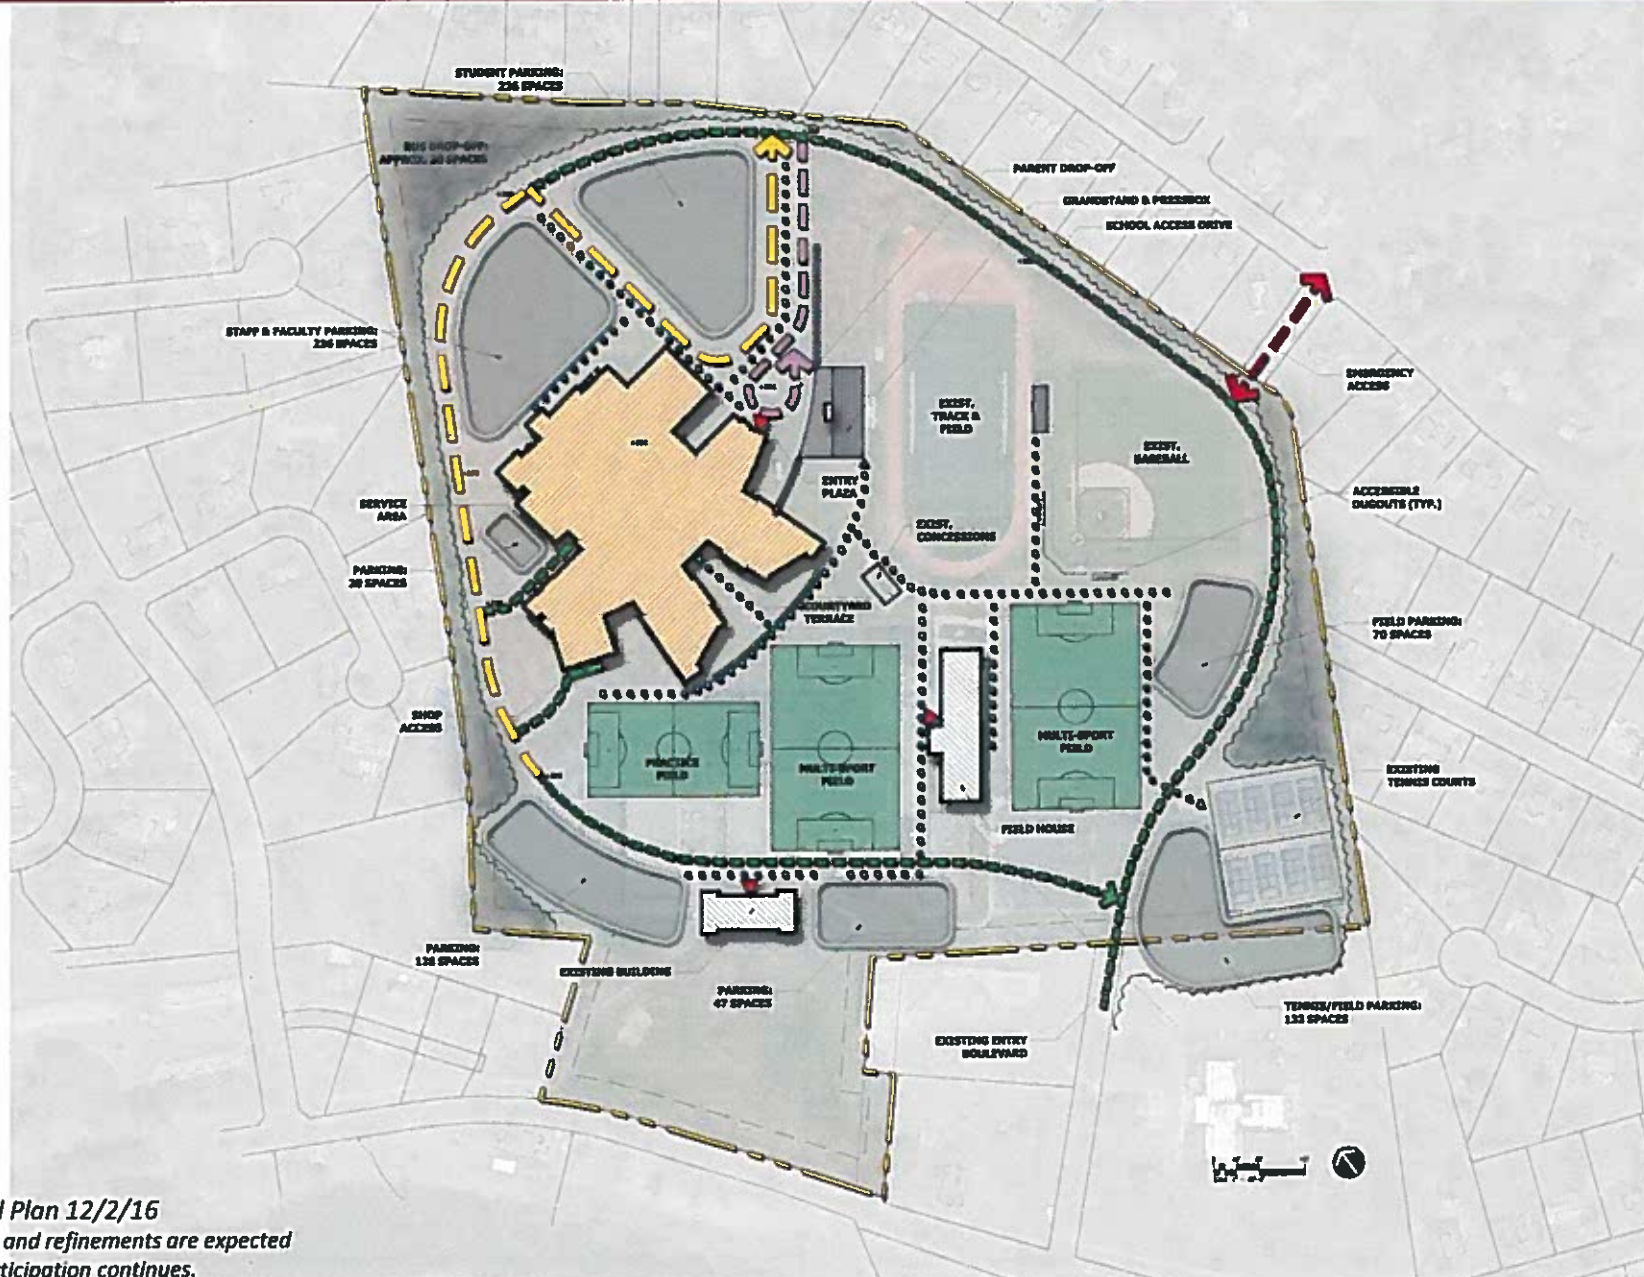 STUDENT PARKING:
236 SPACES
BUS DROP-OFF:
APPROX. 20 SPACES
PARENT DROP-OFF
GRANDSTAND & PRESSBOX
SCHOOL ACCESS DRIVE
STAFF & FACULTY PARKING:
236 SPACES
EMERGENCY
ACCESS
EXIST.
TRACK &
FIELD
EXIST.
BASEBALL
ENTRY
PLAZA
ACCESSIBLE
DUGOUTS (TYP.)
SERVICE
AREA
EXIST.
CONCESSIONS
PARKING:
SPACES
COURTYARD
TERRACE
FIELD PARKING:
70 SPACES
SHOP
ACCESS
MULTI-SPORT
FIELD
PRACTICE
FIELD
MULTI-SPORT
FIELD
EXISTING
TENNIS COURTS
FIELD HOUSE
PARKING:
128 SPACES
EXISTING BUILDING
PARKING:
47 SPACES
TENNIS/FIELD PARKING:
133 SPACES
EXISTING ENTRY
BOULEVARD
Plan 12/2/16
and refinements are expected
ticipation continues.